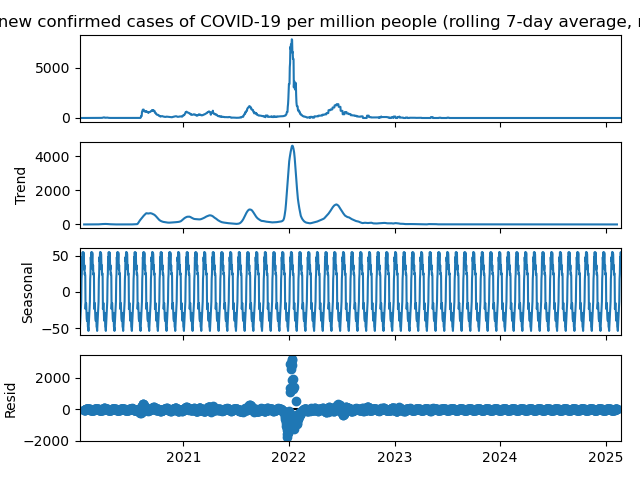 new confirmed cases of COVID-19 per million people (rolling 7-day average,
5000
0
Trend
4000
2000
0
Seasonal
50
0
−50
Resid
2000
0
−2000
2021 2022 2023 2024 2025